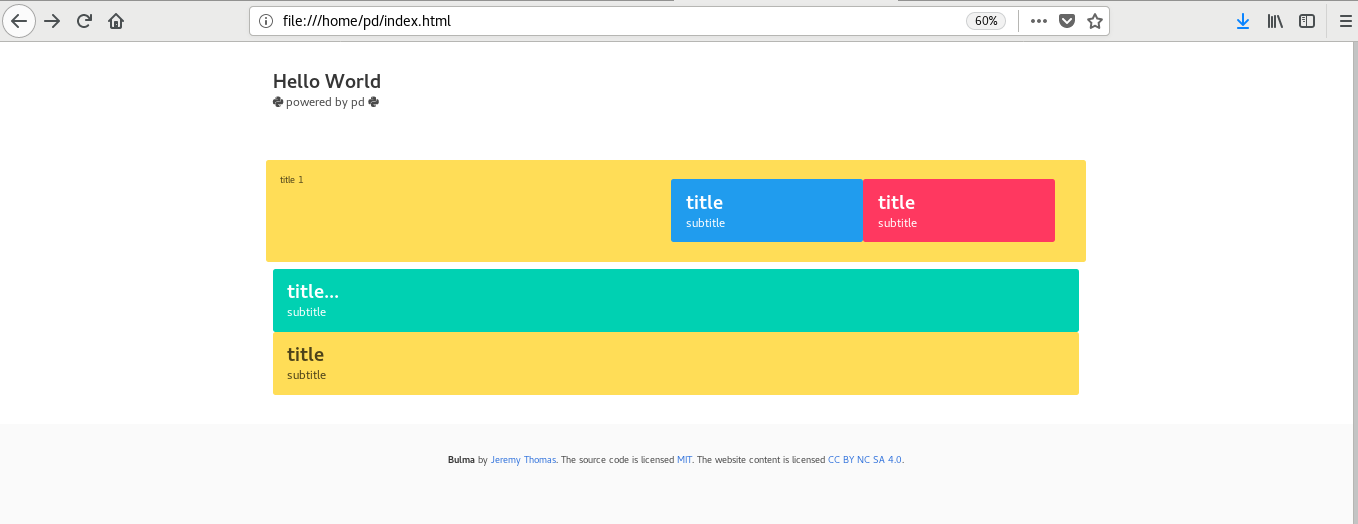 file:///home/pd/index.html
60%
Hello World
powered by pd
title 1
title
subtitle
title
subtitle
title...
subtitle
title
subtitle
Bulma by Jeremy Thomas. The source code is licensed MIT. The website content is licensed CC BY NC SA 4.0.